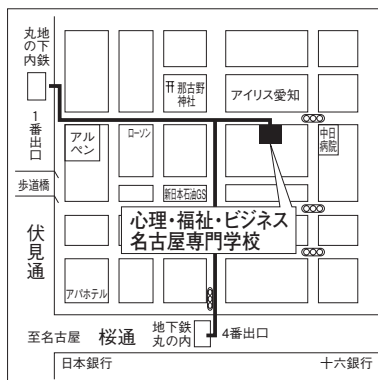 地下鉄
丸の内
1番出口
那古野
神社
アイリス愛知
アル
ペン
ローソン
中日
病院
歩道橋
新日本石油GS
伏見通
心理・福祉・ビジネス
名古屋専門学校
アパホテル
至名古屋
桜通
地下鉄
丸の内
4番出口
日本銀行
十六銀行